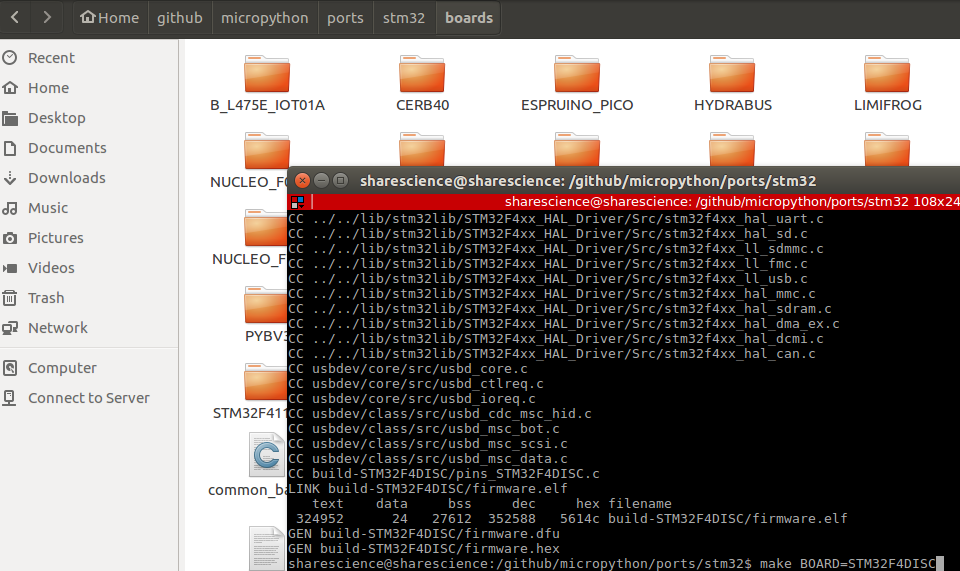 Home github micropython ports stm32 boards
Recent
Home
Desktop
Documents
Downloads
Music
Pictures
Videos
Trash
Network
Computer
Connect to Server
B_L475E_IOT01A CERB40 ESPRUINO_PICO HYDRABUS LIMIFROG
NUCLEO_F0
NUCLEO_F
PYBV3
STM32F411
common_ba
sharescience@sharescience: /github/micropython/ports/stm32
sharescience@sharescience: /github/micropython/ports/stm32 108x24
CC ../../lib/stm32lib/STM32F4xx_HAL_Driver/Src/stm32f4xx_hal_uart.c
CC ../../lib/stm32lib/STM32F4xx_HAL_Driver/Src/stm32f4xx_hal_sd.c
CC ../../lib/stm32lib/STM32F4xx_HAL_Driver/Src/stm32f4xx_ll_sdmmc.c
CC ../../lib/stm32lib/STM32F4xx_HAL_Driver/Src/stm32f4xx_ll_fmc.c
CC ../../lib/stm32lib/STM32F4xx_HAL_Driver/Src/stm32f4xx_ll_usb.c
CC ../../lib/stm32lib/STM32F4xx_HAL_Driver/Src/stm32f4xx_hal_mmc.c
CC ../../lib/stm32lib/STM32F4xx_HAL_Driver/Src/stm32f4xx_hal_sdram.c
CC ../../lib/stm32lib/STM32F4xx_HAL_Driver/Src/stm32f4xx_hal_dma_ex.c
CC ../../lib/stm32lib/STM32F4xx_HAL_Driver/Src/stm32f4xx_hal_dcmi.c
CC ../../lib/stm32lib/STM32F4xx_HAL_Driver/Src/stm32f4xx_hal_can.c
CC usbdev/core/src/usbd_core.c
CC usbdev/core/src/usbd_ctlreq.c
CC usbdev/core/src/usbd_ioreq.c
CC usbdev/class/src/usbd_cdc_msc_hid.c
CC usbdev/class/src/usbd_msc_bot.c
CC usbdev/class/src/usbd_msc_scsi.c
CC usbdev/class/src/usbd_msc_data.c
CC build-STM32F4DISC/pins_STM32F4DISC.c
LINK build-STM32F4DISC/firmware.elf
text data bss dec hex filename
324952 24 27612 352588 5614c build-STM32F4DISC/firmware.elf
GEN build-STM32F4DISC/firmware.dfu
GEN build-STM32F4DISC/firmware.hex
sharescience@sharescience:/github/micropython/ports/stm32$ make BOARD=STM32F4DISC